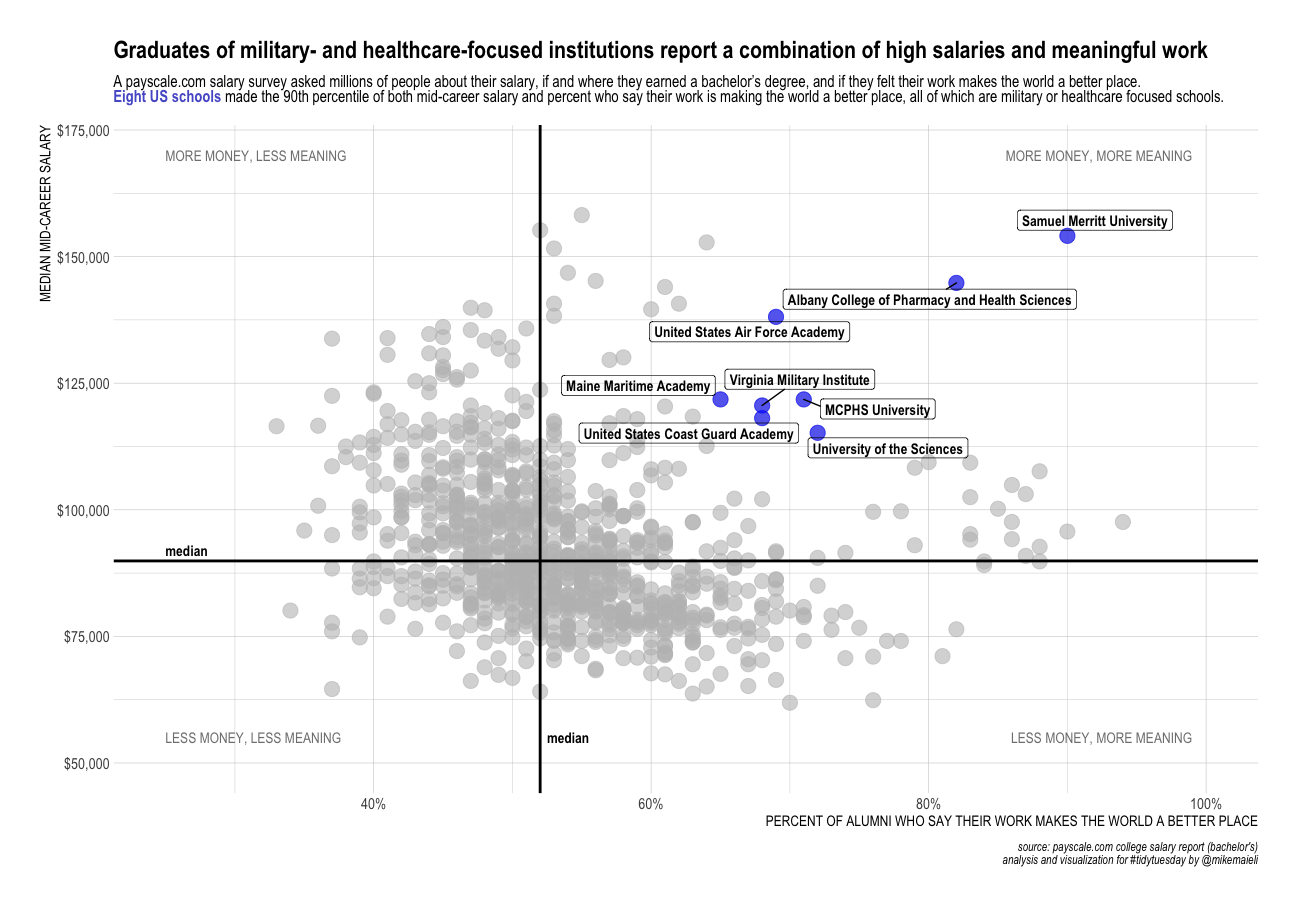 Graduates of military- and healthcare-focused institutions report a combination of high salaries and meaningful work
A payscale.com salary survey asked millions of people about their salary, if and where they earned a bachelor's degree, and if they felt their work makes the world a better place.
Eight US schools made the 90th percentile of both mid-career salary and percent who say their work is making the world a better place, all of which are military or healthcare focused schools.
MEDIAN MID-CAREER SALARY
$175,000
MORE MONEY, LESS MEANING
MORE MONEY, MORE MEANING
Samuel Merritt University
$150,000
Albany College of Pharmacy and Health Sciences
United States Air Force Academy
$125,000
Maine Maritime Academy
Virginia Military Institute
MCPHS University
United States Coast Guard Academy
University of the Sciences
$100,000
median
$75,000
LESS MONEY, LESS MEANING
median
LESS MONEY, MORE MEANING
$50,000
40%
60%
80%
100%
PERCENT OF ALUMNI WHO SAY THEIR WORK MAKES THE WORLD A BETTER PLACE
source: payscale.com college salary report (bachelor's)
analysis and visualization for #tidytuesday by @mikemaieli